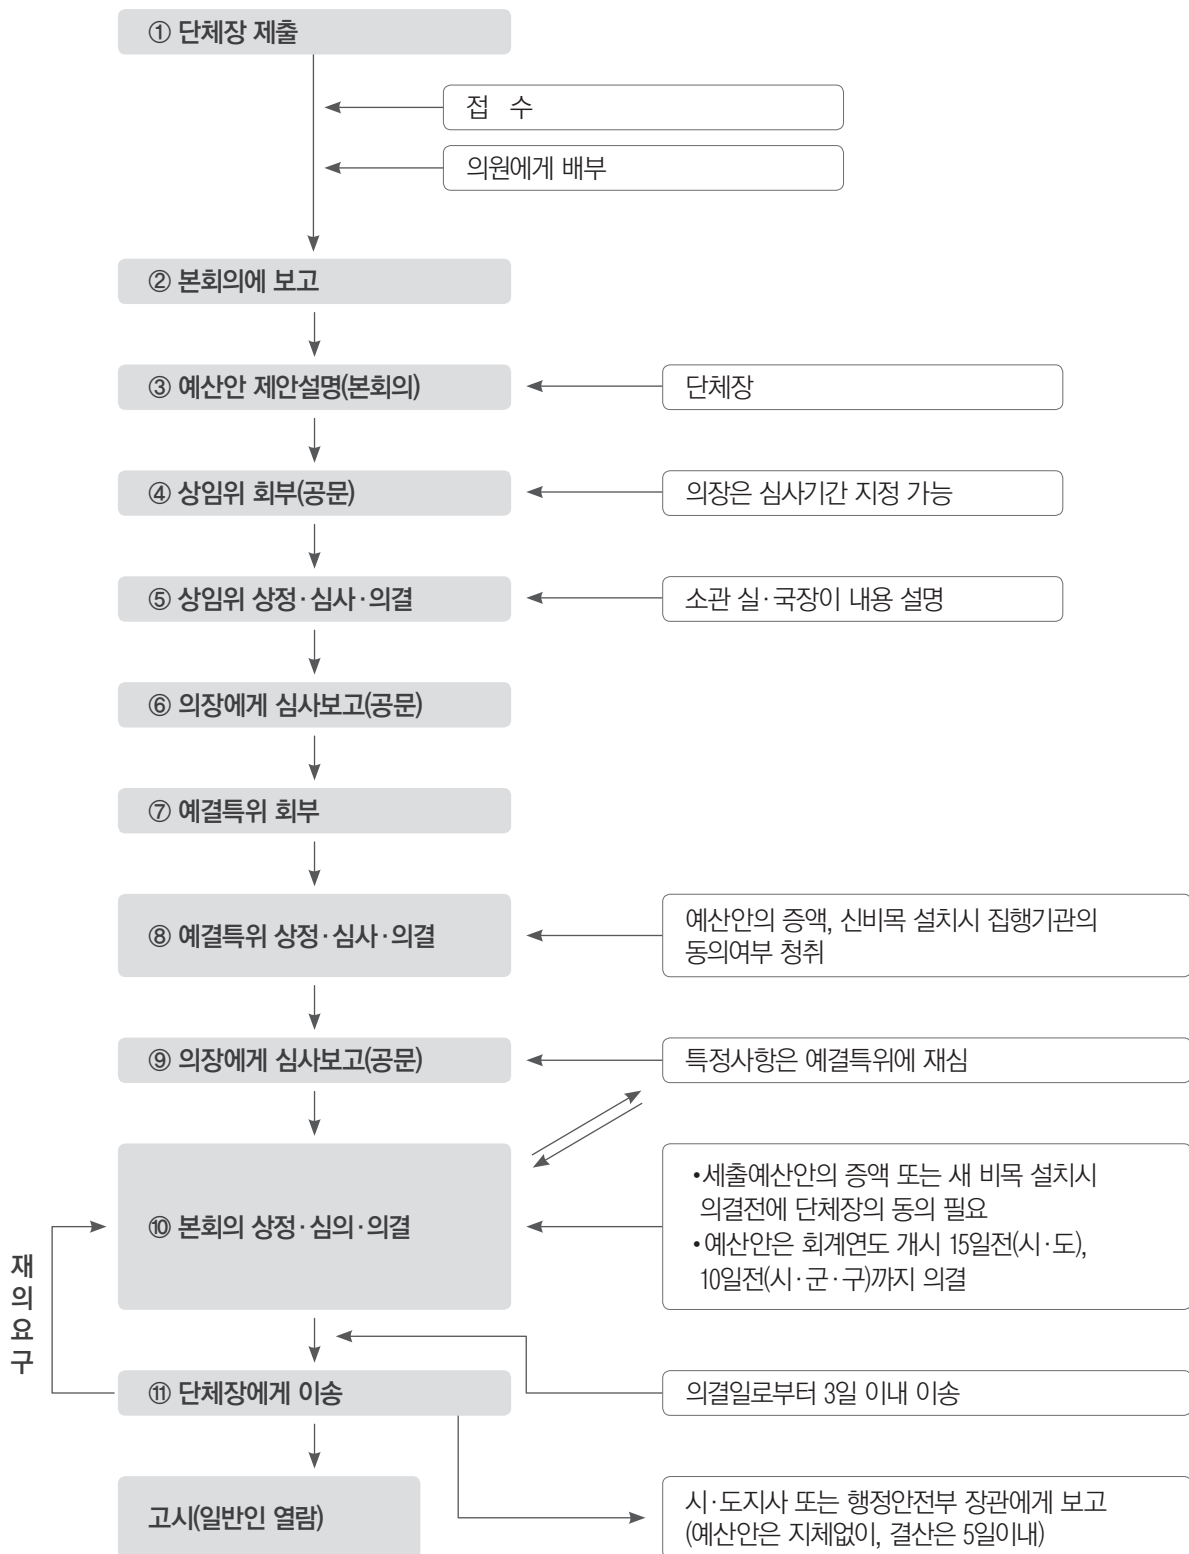 ① 단체장 제출
접 수
의원에게 배부
② 본회의에 보고
③ 예산안 제안설명(본회의)
단체장
④ 상임위 회부(공문)
의장은 심사기간 지정 가능
⑤ 상임위 상정·심사·의결
소관 실·국장이 내용 설명
⑥ 의장에게 심사보고(공문)
⑦ 예결특위 회부
⑧ 예결특위 상정·심사·의결
예산안의 증액, 신비목 설치시 집행기관의
동의여부 청취
⑨ 의장에게 심사보고(공문)
특정사항은 예결특위에 재심
⑩ 본회의 상정·심의·의결
•세출예산안의 증액 또는 새 비목 설치시
의결전에 단체장의 동의 필요
•예산안은 회계연도 개시 15일전(시·도),
10일전(시·군·구)까지 의결
재의요구
⑪ 단체장에게 이송
의결일로부터 3일 이내 이송
고시(일반인 열람)
시·도지사 또는 행정안전부 장관에게 보고
(예산안은 지체없이, 결산은 5일이내)